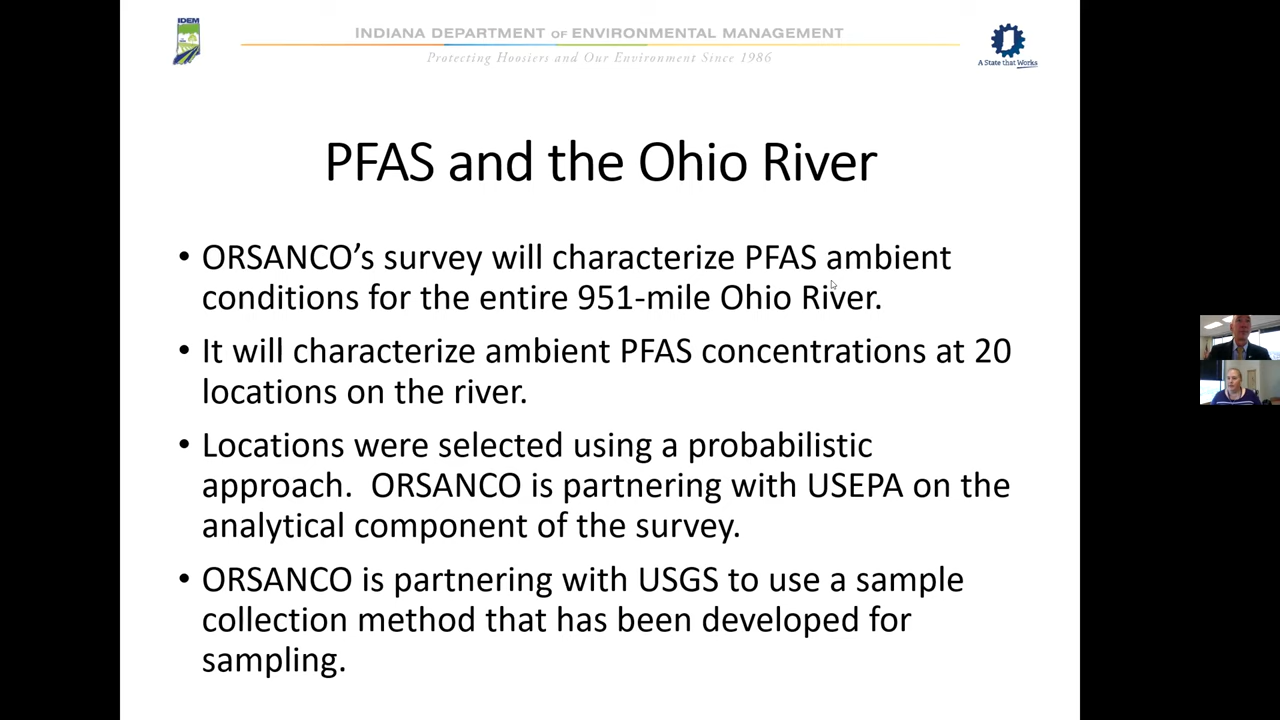 IDEM
INDIANA DEPARTMENT OF ENVIRONMENTAL MANAGEMENT
Protecting Hoosiers and Our Environment Since 1986
A State that Works
PFAS and the Ohio River
• ORSANCO’s survey will characterize PFAS ambient
conditions for the entire 951-mile Ohio River.
• It will characterize ambient PFAS concentrations at 20
locations on the river.
• Locations were selected using a probabilistic
approach.  ORSANCO is partnering with USEPA on the
analytical component of the survey.
• ORSANCO is partnering with USGS to use a sample
collection method that has been developed for
sampling.